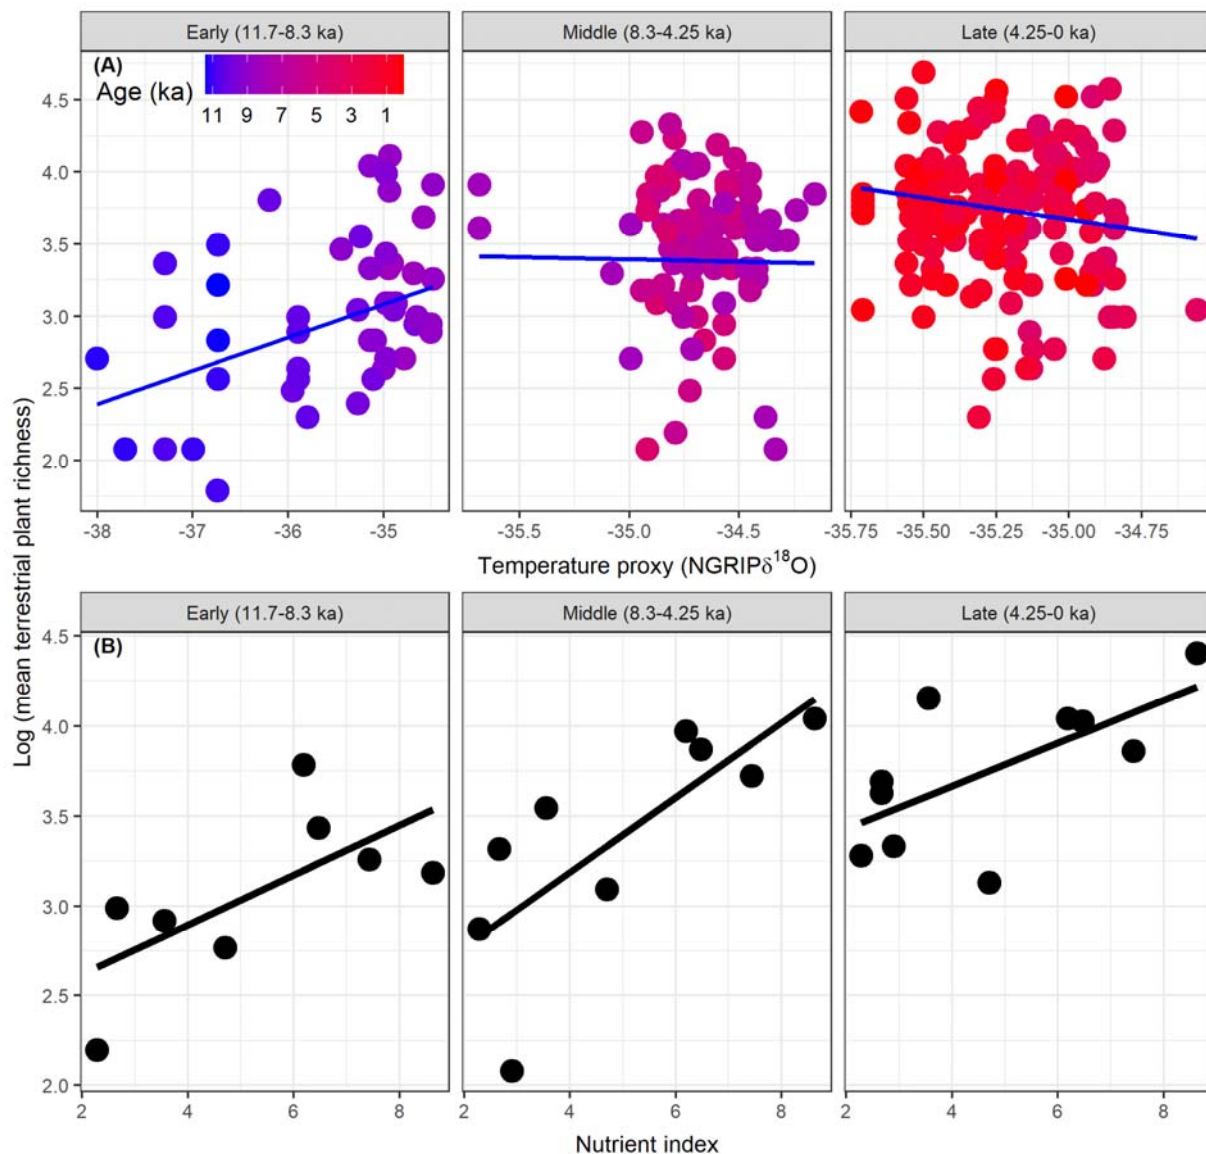 Early (11.7-8.3 ka) Middle (8.3-4.25 ka) Late (4.25-0 ka)
(A)
Age (ka)
11 9 7 5 3 1
4.5
4.0
3.5
3.0
2.5
2.0
-38 -37 -36 -35 -35.5 -35.0 -34.5 -35.75 -35.50 -35.25 -35.00 -34.75
Temperature proxy (NGRIPδ¹⁸O)
Log (mean terrestrial plant richness)
Early (11.7-8.3 ka) Middle (8.3-4.25 ka) Late (4.25-0 ka)
(B)
4.5
4.0
3.5
3.0
2.5
2.0
2 4 6 8 2 4 6 8 2 4 6 8
Nutrient index